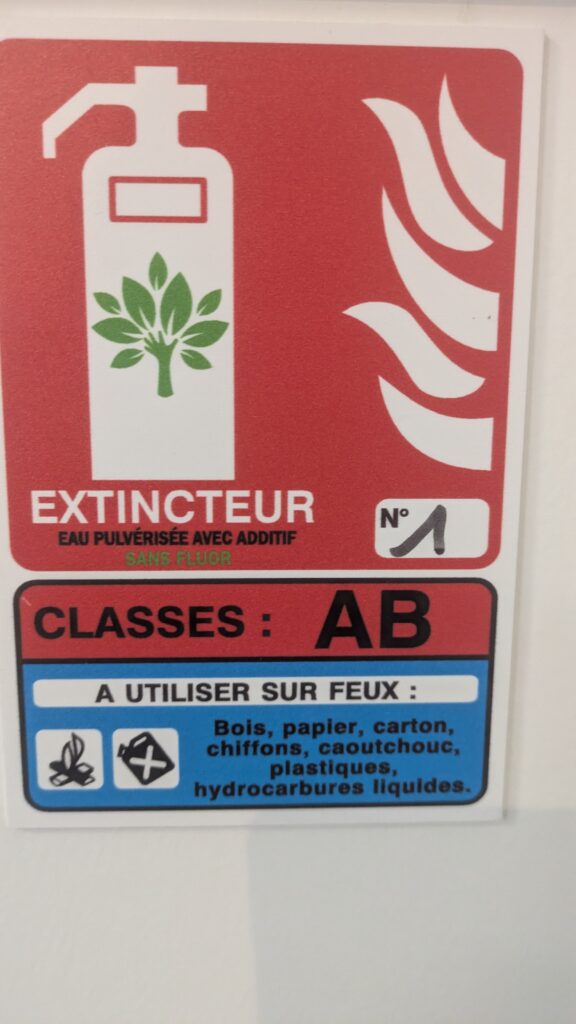 EXTINCTEUR
EAU PULVÉRISÉE AVEC ADDITIF
SANS FLUOR
N° 1
CLASSES : AB
A UTILISER SUR FEUX :
Bois, papier, carton,
chiffons, caoutchouc,
plastiques,
hydrocarbures liquides.